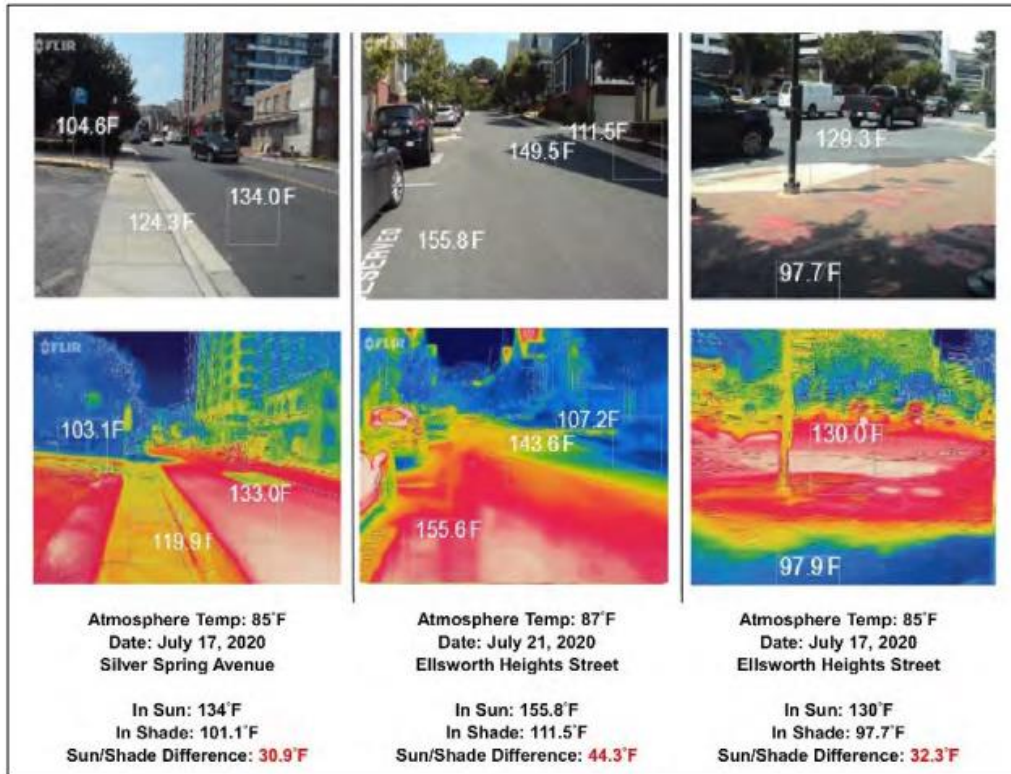 FLIR
104.6F
134.0F
124.3F
FLIR
111.5F
149.5F
155.8F
RESERVED
129.3F
97.7F
FLIR
103.1F
133.0F
119.9f
FLIR
107.2F
143.6F
155.6F
130.0F
97.9F
Atmosphere Temp: 85°F
Date: July 17, 2020
Silver Spring Avenue
In Sun: 134°F
In Shade: 101.1°F
Sun/Shade Difference: 30.9°F
Atmosphere Temp: 87°F
Date: July 21, 2020
Ellsworth Heights Street
In Sun: 155.8°F
In Shade: 111.5°F
Sun/Shade Difference: 44.3°F
Atmosphere Temp: 85°F
Date: July 17, 2020
Ellsworth Heights Street
In Sun: 130°F
In Shade: 97.7°F
Sun/Shade Difference: 32.3°F